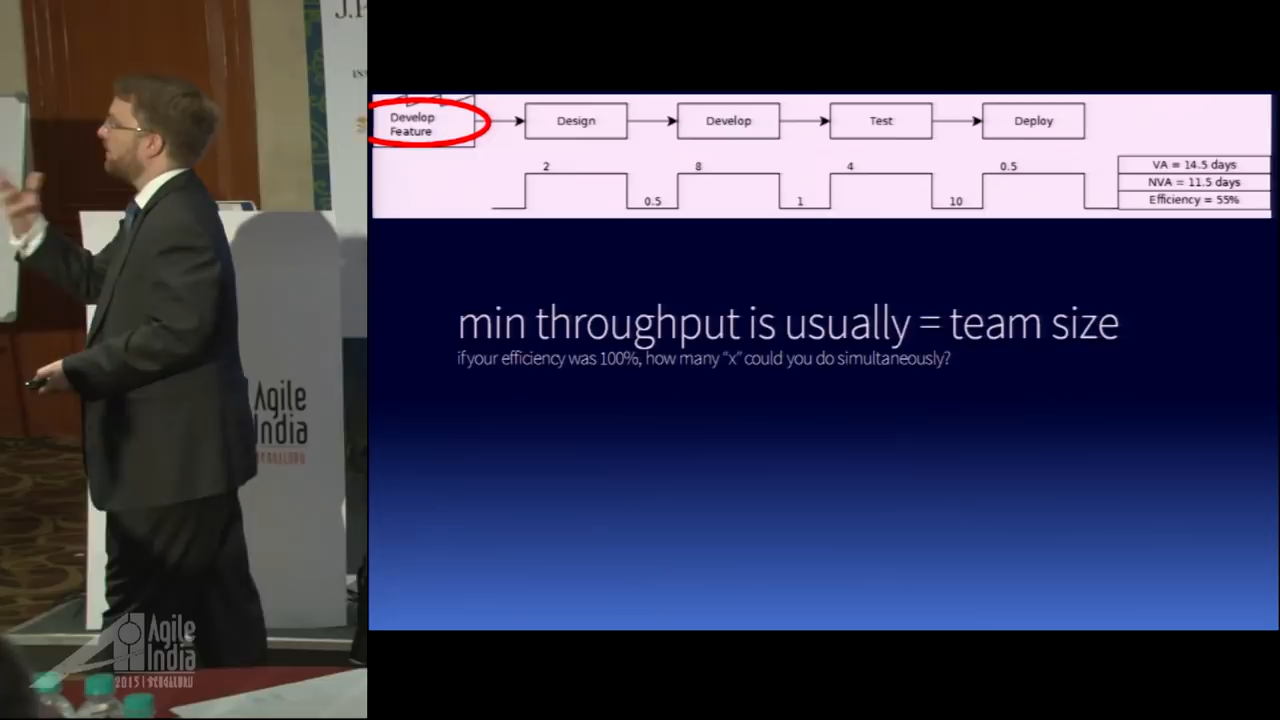 J.P
Develop
Feature
Design
Develop
Test
Deploy
2
8
4
0.5
0.5
1
10
VA = 14.5 days
NVA = 11.5 days
Efficiency = 55%
min throughput is usually = team size
if your efficiency was 100%, how many “x” could you do simultaneously?
Agile
India
BENGALURU
Agile
India
2015 | BENGALURU